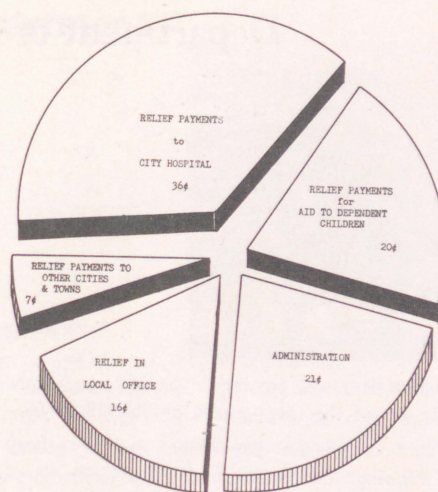 RELIEF PAYMENTS
to
CITY HOSPITAL
36¢
RELIEF PAYMENTS
for
AID TO DEPENDENT
CHILDREN
20¢
RELIEF PAYMENTS TO
OTHER CITIES
& TOWNS
7¢
RELIEF IN
LOCAL OFFICE
16¢
ADMINISTRATION
21¢